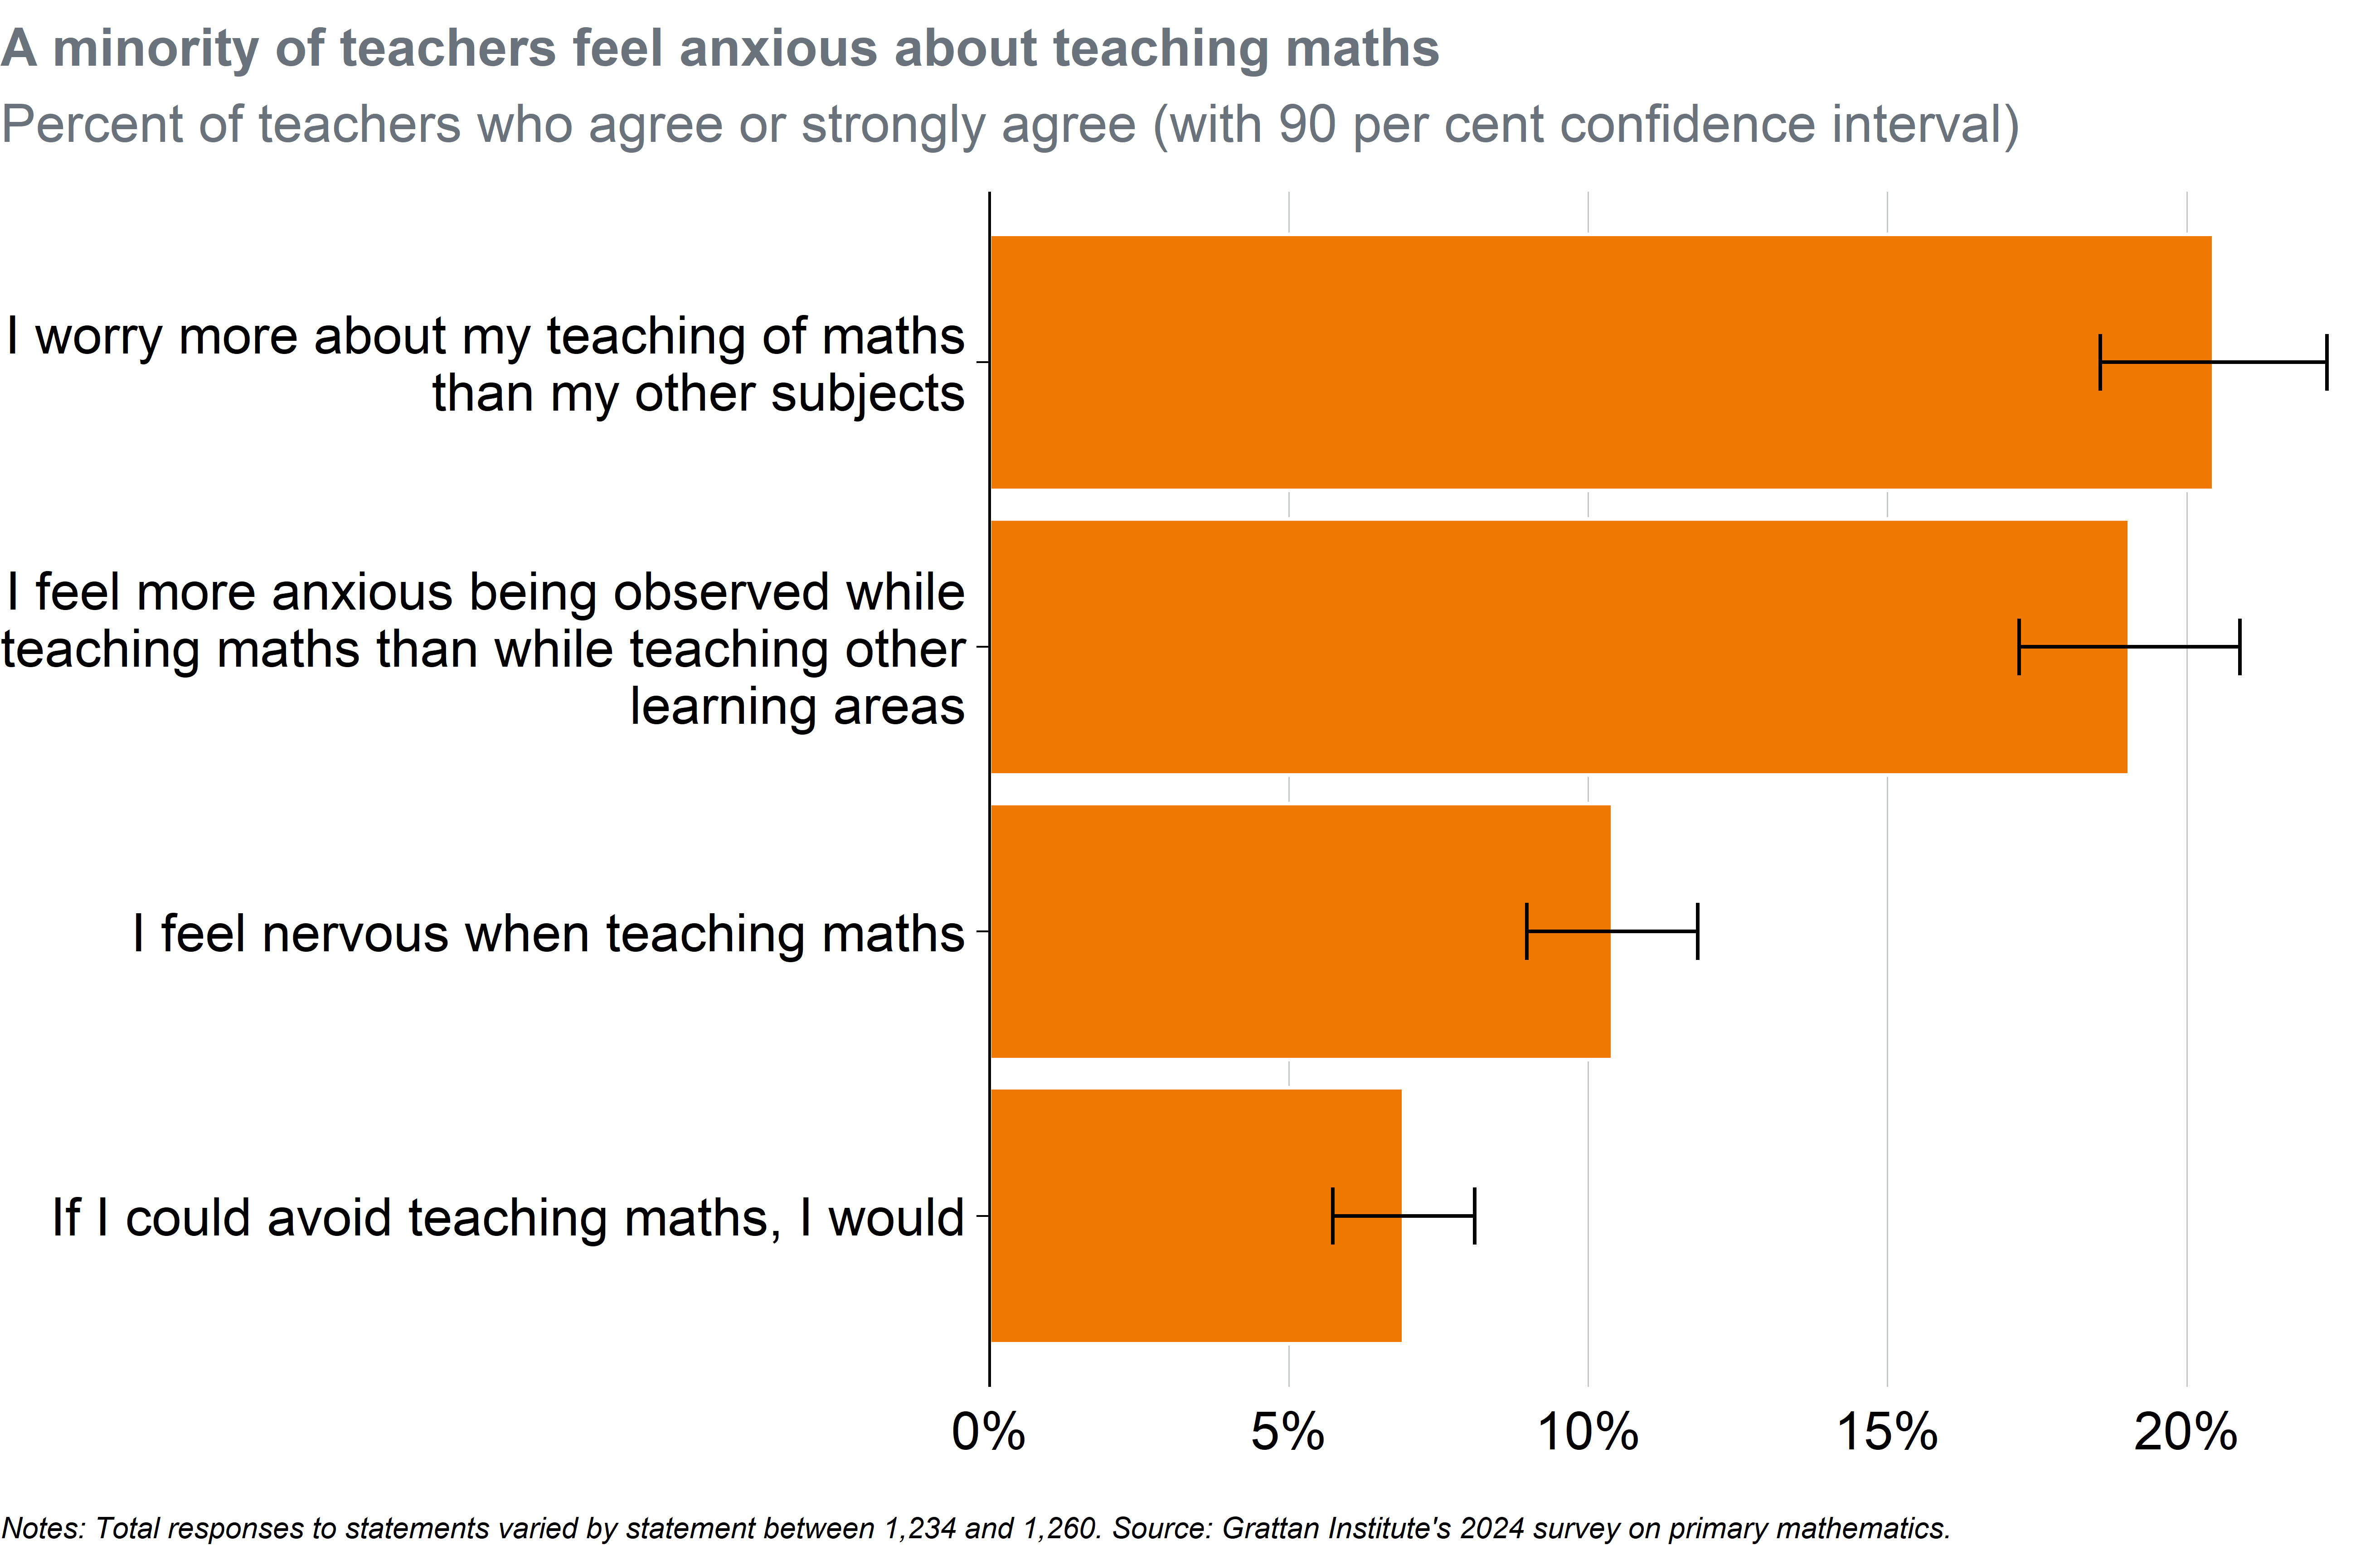 A minority of teachers feel anxious about teaching maths
Percent of teachers who agree or strongly agree (with 90 per cent confidence interval)
I worry more about my teaching of maths
than my other subjects
I feel more anxious being observed while
teaching maths than while teaching other
learning areas
I feel nervous when teaching maths
If I could avoid teaching maths, I would
0% 5% 10% 15% 20%
Notes: Total responses to statements varied by statement between 1,234 and 1,260. Source: Grattan Institute's 2024 survey on primary mathematics.